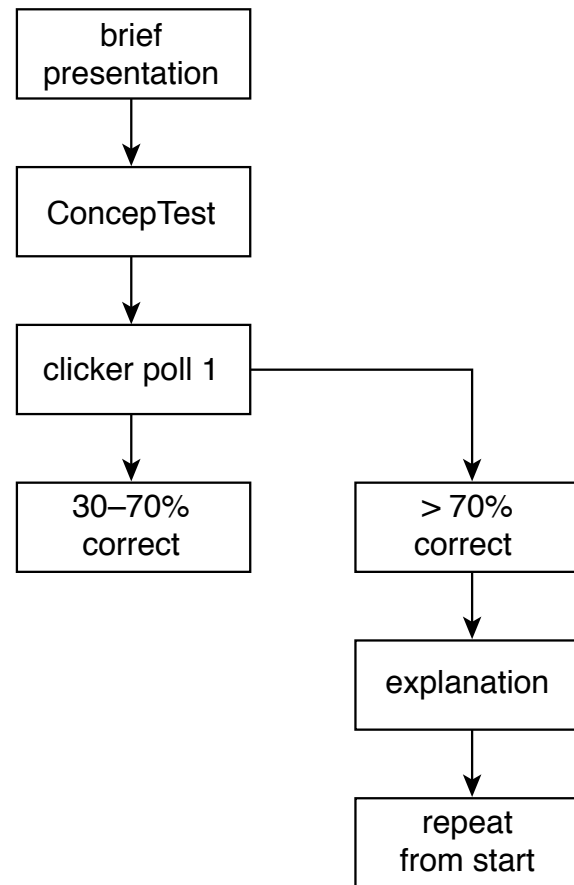 brief
presentation
ConcepTest
clicker poll 1
30–70%
correct
> 70%
correct
explanation
repeat
from start